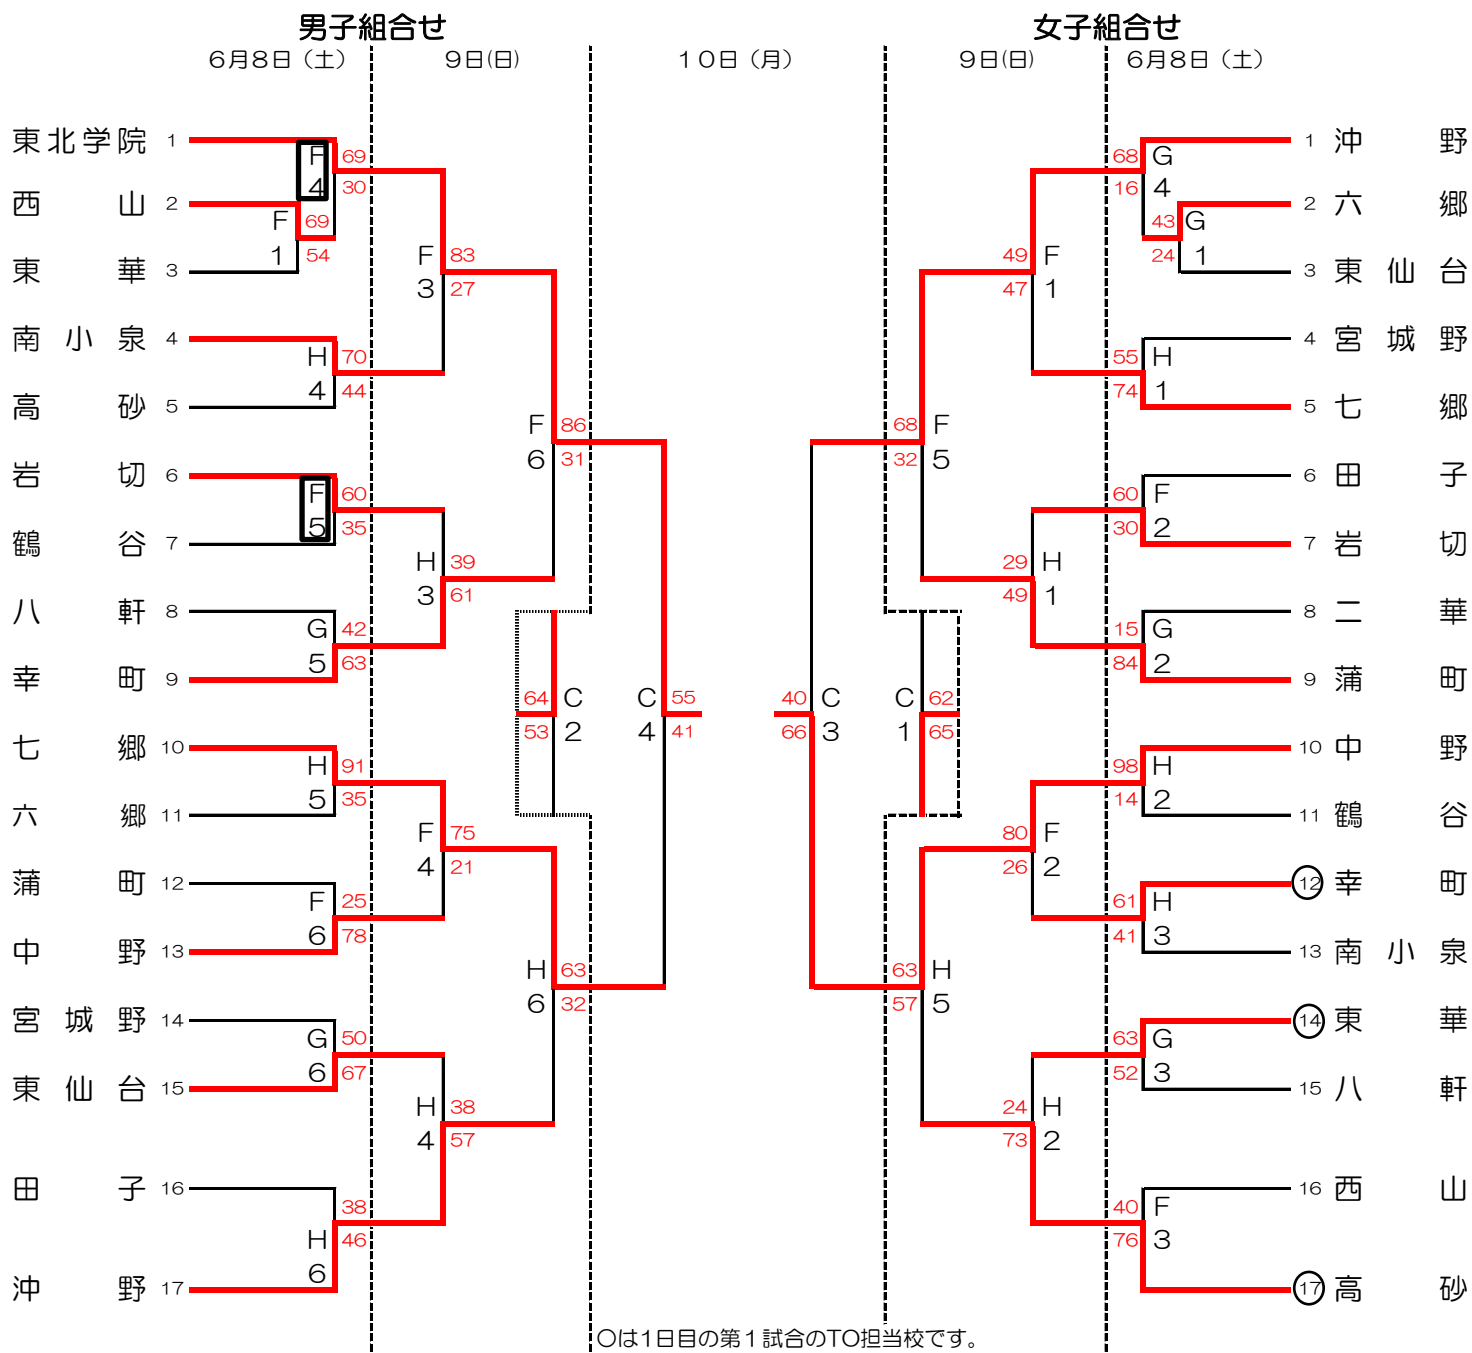 男子組合せ 女子組合せ
６月８日（土） ９日(日) １０日（月） ９日(日) ６月８日（土）
東北学院 1 F 4 69 30
西山 2
東華 3 F 1 69 54
南小泉 4
高砂 5 H 4 70 44
F 3 83 27
岩切 6
鶴谷 7 F 5 60 35
八軒 8
幸町 9 G 5 42 63
H 3 39 61
F 6 86 31
七郷 10
六郷 11 H 5 91 35
蒲町 12
中野 13 F 6 25 78
F 4 75 21
宮城野 14
東仙台 15 G 6 50 67
田子 16
沖野 17 H 6 38 46
H 4 38 57
H 6 63 32
64 53 C 2
C 4 55 41
40 66 C 3
C 1 62 65
68 16 G 4 1 沖野
2 六郷
43 24 G 1 3 東仙台
4 宮城野
55 74 H 1 5 七郷
49 47 F 1
6 田子
60 30 F 2 7 岩切
8 二華
15 84 G 2 9 蒲町
29 49 H 1
68 32 F 5
10 中野
98 14 H 2 11 鶴谷
12 幸町
61 41 H 3 13 南小泉
80 26 F 2
14 東華
63 52 G 3 15 八軒
16 西山
40 76 F 3 17 高砂
24 73 H 2
63 57 H 5
○は１日目の第１試合のTO担当校です。